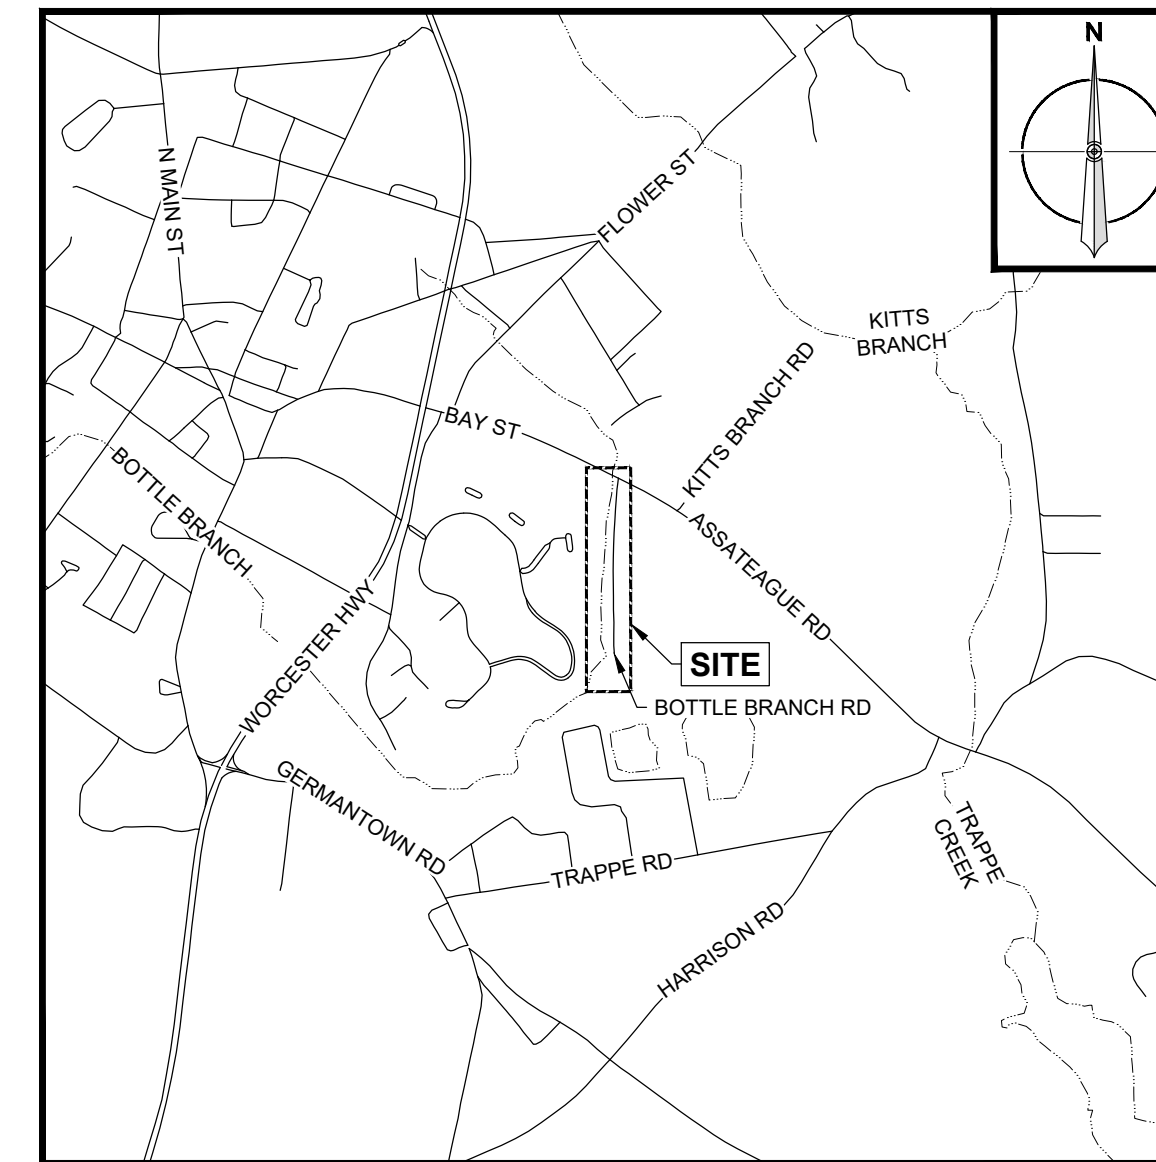 N
N MAIN ST
FLOWER ST
KITTS
BRANCH
KITTS BRANCH RD
BAY ST
BOTTLE BRANCH
ASSATEAGUE RD
WORCESTER HWY
SITE
BOTTLE BRANCH RD
GERMANTOWN RD
TRAPPE
CREEK
TRAPPE RD
HARRISON RD